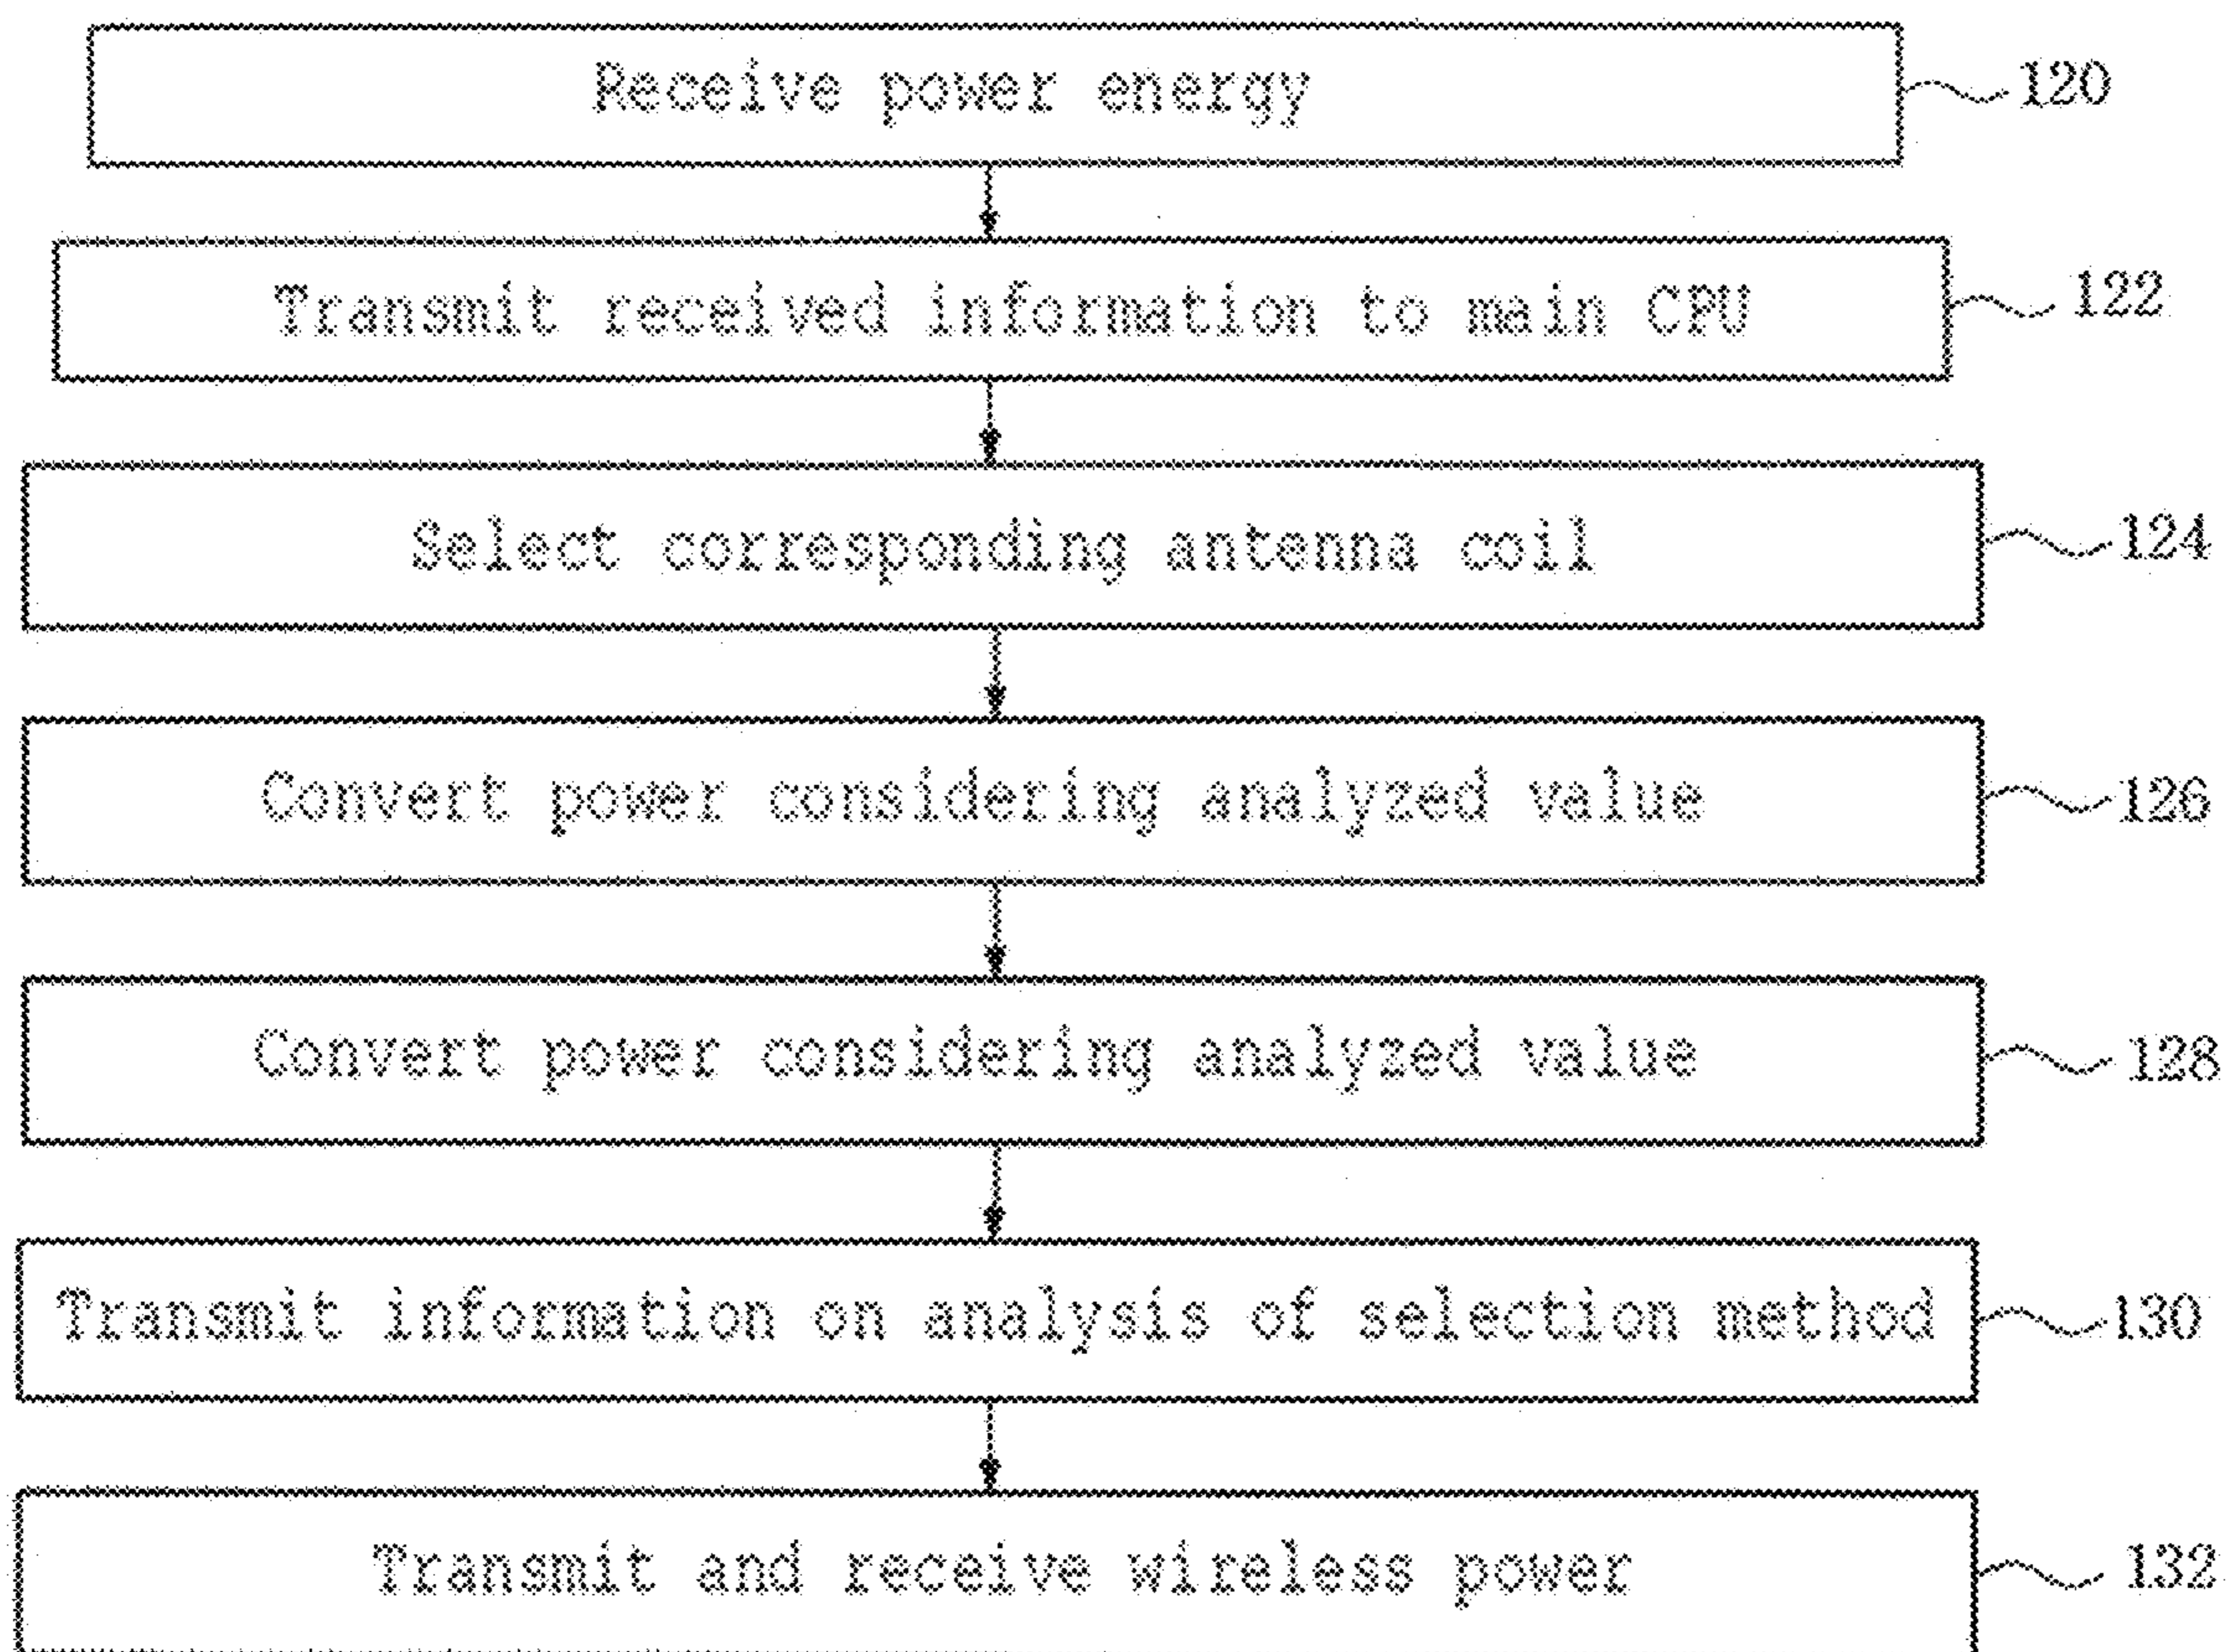 Receive power energy 120
Transmit received information to main CPU 122
Select corresponding antenna coil 124
Convert power considering analyzed value 126
Convert power considering analyzed value 128
Transmit information on analysis of selection method 130
Transmit and receive wireless power 132